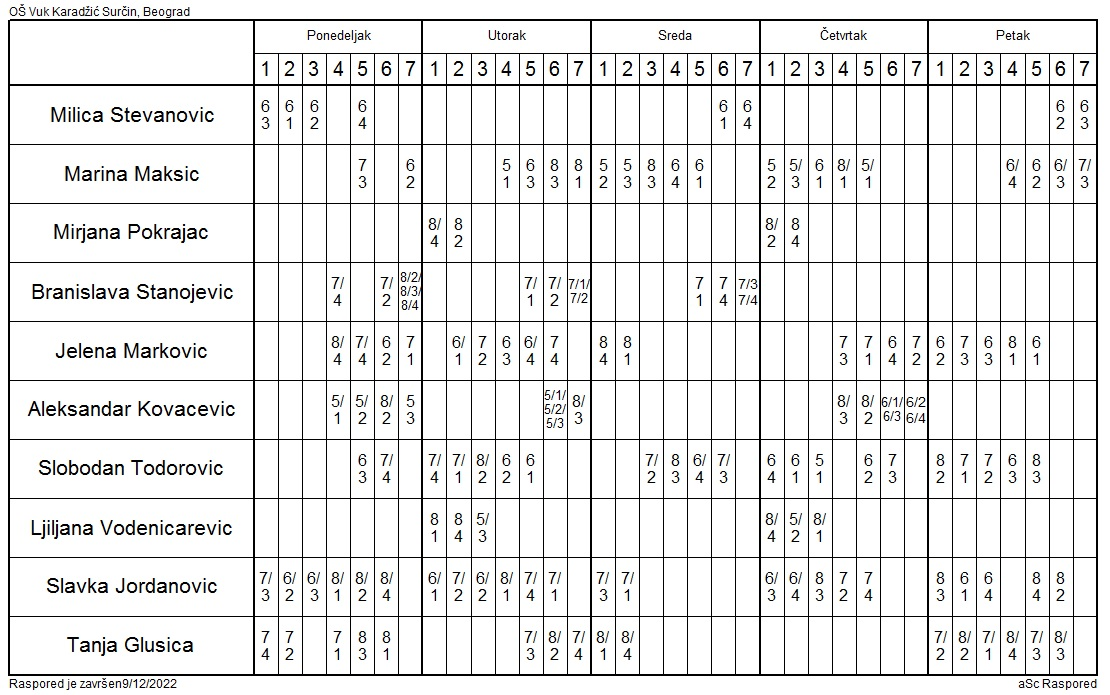 OŠ Vuk Karadžić Surčin, Beograd
Ponedeljak Utorak Sreda Četvrtak Petak
1 2 3 4 5 6 7 1 2 3 4 5 6 7 1 2 3 4 5 6 7 1 2 3 4 5 6 7 1 2 3 4 5 6 7
Milica Stevanovic
6 6 6 6 6 6 6 6
3 1 2 4 1 4 2 3
Marina Maksic
7 6 5 6 8 8 5 5 8 6 6 5 5/ 6 8/ 5/ 6/ 6 6/ 7/
3 2 1 3 3 1 2 3 3 4 1 2 3 1 1 1 4 2 3 3
Mirjana Pokrajac
8/ 8 8/ 8
4 2 2 4
Branislava Stanojevic
7/ 7/ 8/2/ 7/ 7/ 7/1/ 7 7 7/3
8/3/
4 2 8/4 1 2 7/2 1 4 7/4
Jelena Markovic
8/ 7/ 6 7 6/ 7 6 6/ 7 8 8 7 7 6 7 6 7 6 8 6
4 4 2 1 1 2 3 4 4 4 1 3 1 4 2 2 3 3 1 1
Aleksandar Kovacevic
5/ 5/ 8/ 5 5/1/ 8/ 8/ 8/ 6/1/ 6/2
5/2/
1 2 2 3 5/3 3 3 2 6/3 6/4
Slobodan Todorovic
6 7/ 7/ 7/ 8/ 6 6 7/ 8 6/ 7/ 6 6 5 6 7 8 7 7 6 8
3 4 4 1 2 2 1 2 3 4 3 4 1 1 2 3 2 1 2 3 3
Ljiljana Vodenicarevic
8 8 5/ 8/ 5/ 8/
1 4 3 4 2 1
Slavka Jordanovic
7/ 6/ 6/ 8/ 8/ 8/ 6/ 7/ 6/ 8/ 7/ 7/ 7/ 7/ 6/ 6/ 8 7 7 8 6 6 8 8
3 2 3 1 2 4 1 2 2 1 4 1 3 1 3 4 3 2 4 3 1 4 4 2
Tanja Glusica
7 7 7 8 8 7/ 8/ 7/ 8/ 8/ 7/ 8/ 7/ 8/ 7/ 8/
4 2 1 3 1 3 2 4 1 4 2 2 1 4 3 3
Raspored je završen9/12/2022
aSc Raspored